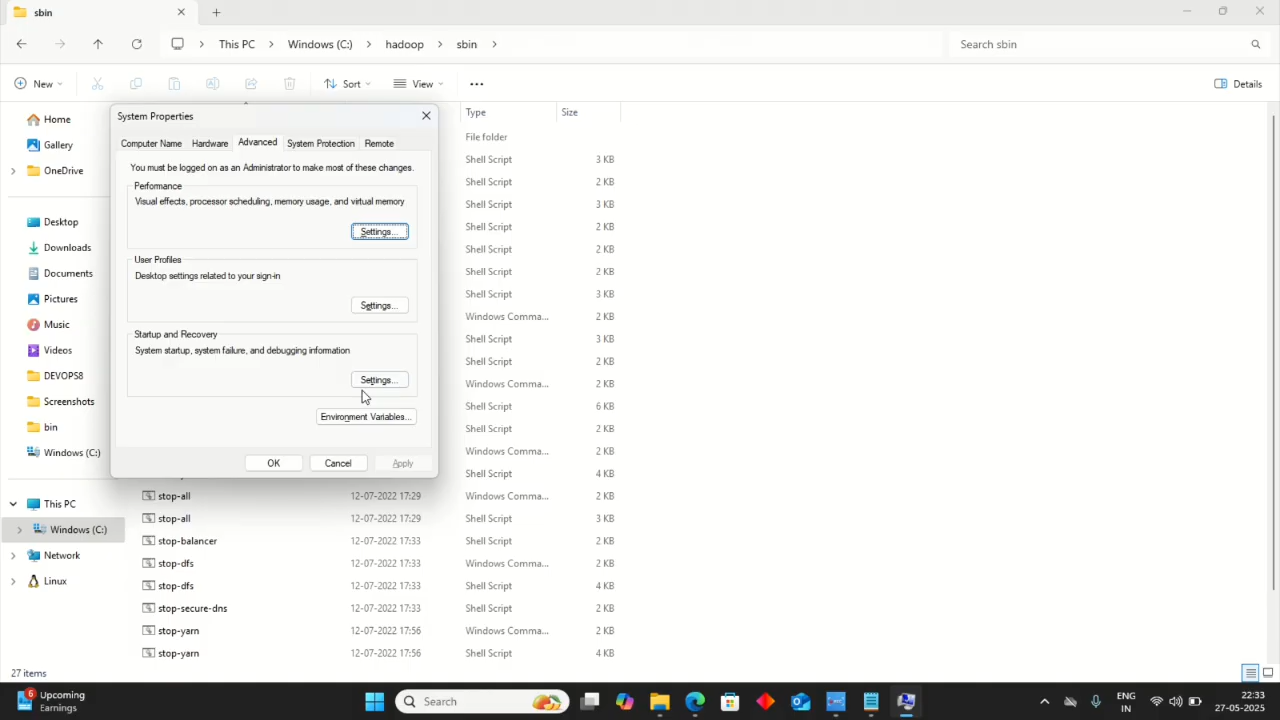 sbin
This PC > Windows (C:) > hadoop > sbin >
Search sbin
New
Sort
View
Details
Type Size
Home
Gallery
OneDrive
Desktop
Downloads
Documents
Pictures
Music
Videos
DEVOPS8
Screenshots
bin
Windows (C:)
This PC
Windows (C:)
Network
Linux
System Properties
Computer Name Hardware Advanced System Protection Remote
You must be logged on as an Administrator to make most of these changes.
Performance
Visual effects, processor scheduling, memory usage, and virtual memory
Settings...
User Profiles
Desktop settings related to your sign-in
Settings...
Startup and Recovery
System startup, system failure, and debugging information
Settings...
Environment Variables...
OK Cancel Apply
File folder
Shell Script 3 KB
Shell Script 2 KB
Shell Script 3 KB
Shell Script 2 KB
Shell Script 2 KB
Shell Script 2 KB
Shell Script 3 KB
Windows Comma... 2 KB
Shell Script 3 KB
Shell Script 2 KB
Windows Comma... 2 KB
Shell Script 6 KB
Shell Script 2 KB
Windows Comma... 2 KB
Shell Script 4 KB
stop-all 12-07-2022 17:29 Windows Comma... 2 KB
stop-all 12-07-2022 17:29 Shell Script 3 KB
stop-balancer 12-07-2022 17:33 Shell Script 2 KB
stop-dfs 12-07-2022 17:33 Windows Comma... 2 KB
stop-dfs 12-07-2022 17:33 Shell Script 4 KB
stop-secure-dns 12-07-2022 17:33 Shell Script 2 KB
stop-yarn 12-07-2022 17:56 Windows Comma... 2 KB
stop-yarn 12-07-2022 17:56 Shell Script 4 KB
27 items
6
Upcoming
Earnings
Search
ENG
IN
22:33
27-05-2025